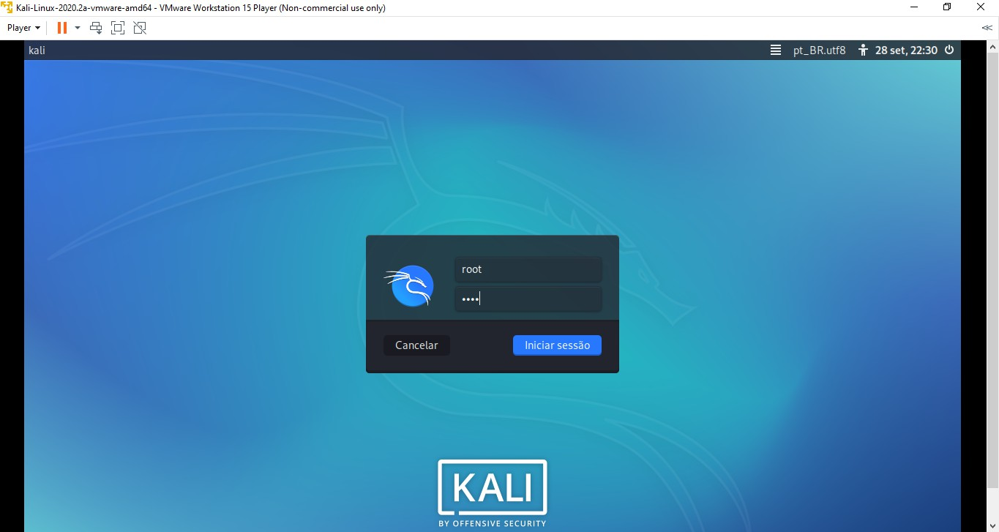 Kali-Linux-2020.2a-vmware-amd64 - VMware Workstation 15 Player (Non-commercial use only)
Player
kali
pt_BR.utf8
28 set, 22:30
root
••••
Cancelar
Iniciar sessão
KALI
BY OFFENSIVE SECURITY